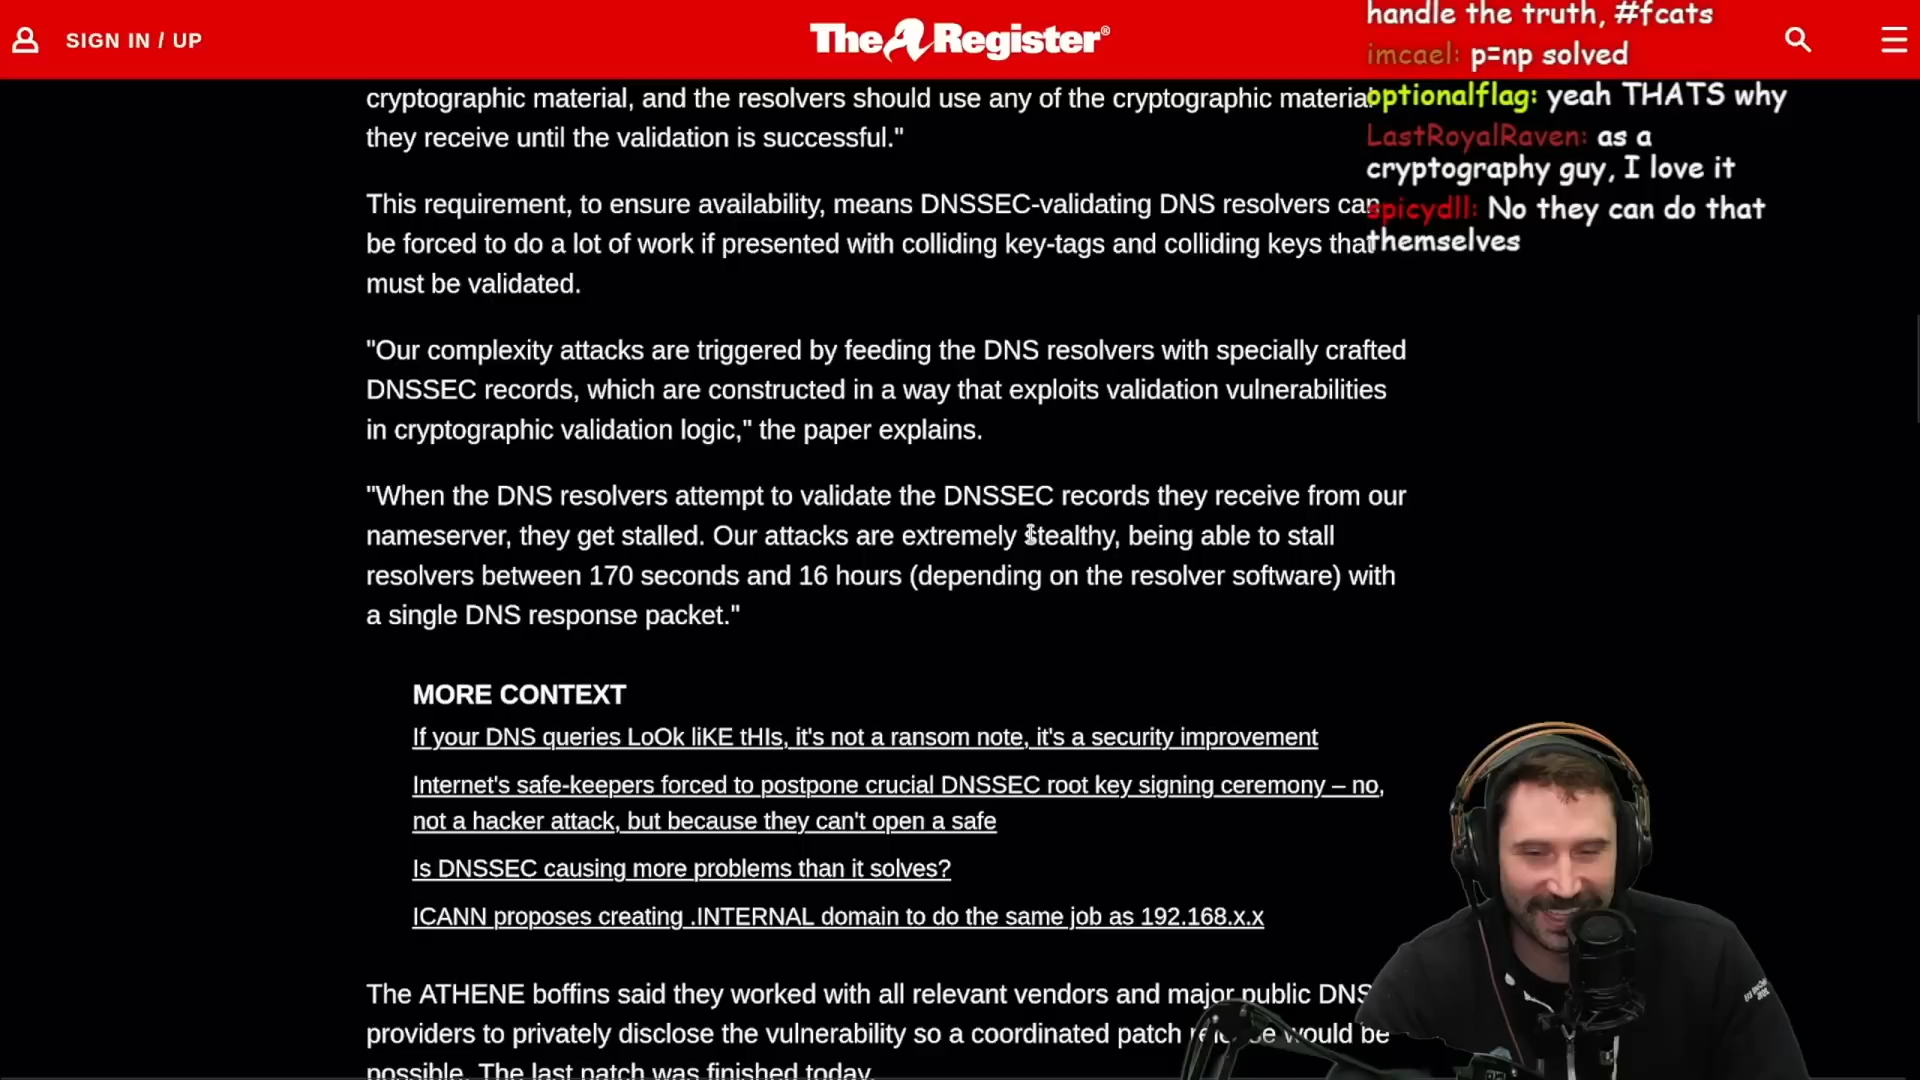 SIGN IN / UP
The Register®
cryptographic material, and the resolvers should use any of the cryptographic material
they receive until the validation is successful."
This requirement, to ensure availability, means DNSSEC-validating DNS resolvers can
be forced to do a lot of work if presented with colliding key-tags and colliding keys that
must be validated.
"Our complexity attacks are triggered by feeding the DNS resolvers with specially crafted
DNSSEC records, which are constructed in a way that exploits validation vulnerabilities
in cryptographic validation logic," the paper explains.
"When the DNS resolvers attempt to validate the DNSSEC records they receive from our
nameserver, they get stalled. Our attacks are extremely stealthy, being able to stall
resolvers between 170 seconds and 16 hours (depending on the resolver software) with
a single DNS response packet."
MORE CONTEXT
If your DNS queries LoOk liKE tHIs, it's not a ransom note, it's a security improvement
Internet's safe-keepers forced to postpone crucial DNSSEC root key signing ceremony – no,
not a hacker attack, but because they can't open a safe
Is DNSSEC causing more problems than it solves?
ICANN proposes creating .INTERNAL domain to do the same job as 192.168.x.x
The ATHENE boffins said they worked with all relevant vendors and major public DNS
providers to privately disclose the vulnerability so a coordinated patch release would be
possible. The last patch was finished today.
handle the truth, #fcats
imcael: p=np solved
optionalflag: yeah THATS why
LastRoyalRaven: as a
cryptography guy, I love it
spicydll: No they can do that
themselves